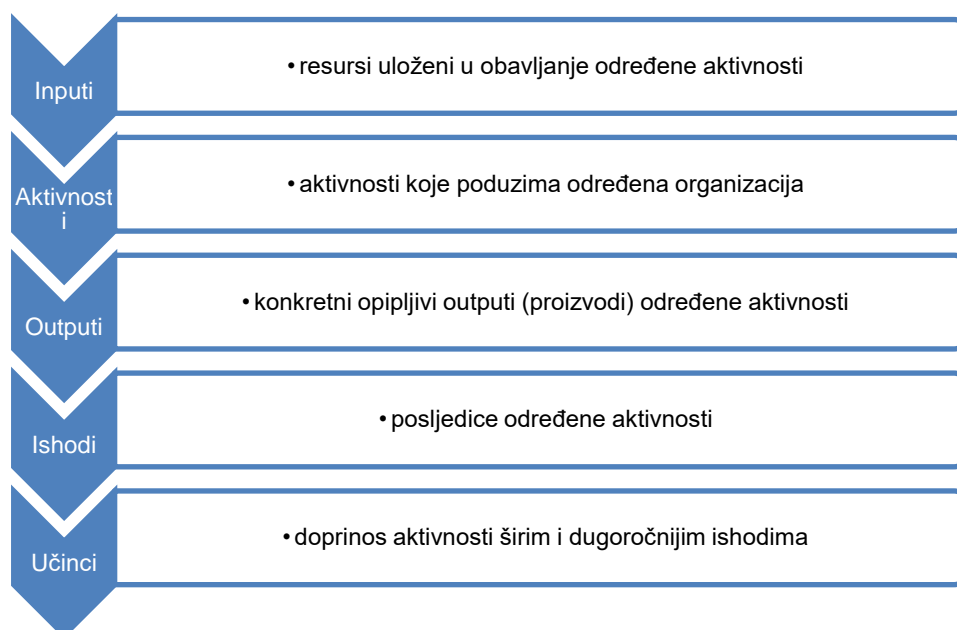 Inputi
• resursi uloženi u obavljanje određene aktivnosti
Aktivnost
i
• aktivnosti koje poduzima određena organizacija
Outputi
• konkretni opipljivi outputi (proizvodi) određene aktivnosti
Ishodi
• posljedice određene aktivnosti
Učinci
• doprinos aktivnosti širim i dugoročnijim ishodima